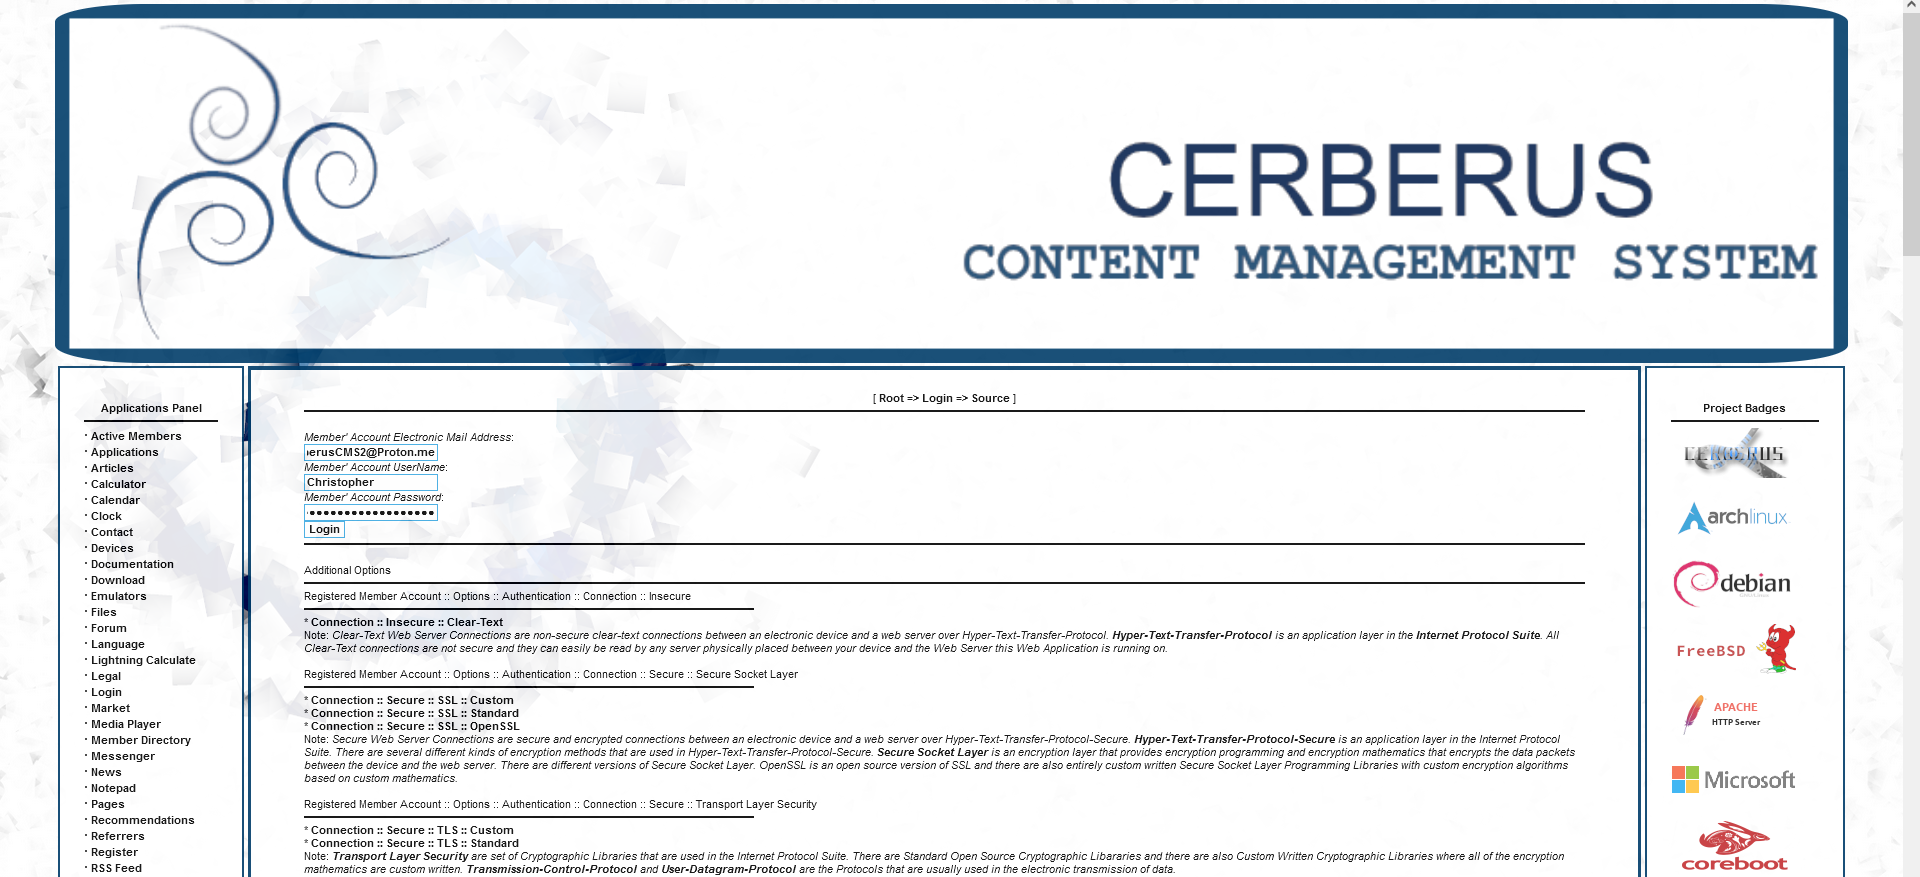 CERBERUS
CONTENT MANAGEMENT SYSTEM
Applications Panel
· Active Members
· Applications
· Articles
· Calculator
· Calendar
· Clock
· Contact
· Devices
· Documentation
· Download
· Emulators
· Files
· Forum
· Language
· Lightning Calculate
· Legal
· Login
· Market
· Media Player
· Member Directory
· Messenger
· News
· Notepad
· Pages
· Recommendations
· Referrers
· Register
· RSS Feed
[ Root => Login => Source ]
Member' Account Electronic Mail Address:
erusCMS2@Proton.me
Member' Account UserName:
Christopher
Member' Account Password:
Login
Additional Options
Registered Member Account :: Options :: Authentication :: Connection :: Insecure
* Connection :: Insecure :: Clear-Text
Note: Clear-Text Web Server Connections are non-secure clear-text connections between an electronic device and a web server over Hyper-Text-Transfer-Protocol. Hyper-Text-Transfer-Protocol is an application layer in the Internet Protocol Suite. All
Clear-Text connections are not secure and they can easily be read by any server physically placed between your device and the Web Server this Web Application is running on.
Registered Member Account :: Options :: Authentication :: Connection :: Secure :: Secure Socket Layer
* Connection :: Secure :: SSL :: Custom
* Connection :: Secure :: SSL :: Standard
* Connection :: Secure :: SSL :: OpenSSL
Note: Secure Web Server Connections are secure and encrypted connections between an electronic device and a web server over Hyper-Text-Transfer-Protocol-Secure. Hyper-Text-Transfer-Protocol-Secure is an application layer in the Internet Protocol
Suite. There are several different kinds of encryption methods that are used in Hyper-Text-Transfer-Protocol-Secure. Secure Socket Layer is an encryption layer that provides encryption programming and encryption mathematics that encrypts the data packets
between the device and the web server. There are different versions of Secure Socket Layer. OpenSSL is an open source version of SSL and there are also entirely custom written Secure Socket Layer Programming Libraries with custom encryption algorithms
based on custom mathematics.
Registered Member Account :: Options :: Authentication :: Connection :: Secure :: Transport Layer Security
* Connection :: Secure :: TLS :: Custom
* Connection :: Secure :: TLS :: Standard
Note: Transport Layer Security are set of Cryptographic Libraries that are used in the Internet Protocol Suite. There are Standard Open Source Cryptographic Libararies and there are also Custom Written Cryptographic Libraries where all of the encryption
mathematics are custom written. Transmission-Control-Protocol and User-Datagram-Protocol are the Protocols that are usually used in the electronic transmission of data.
Project Badges
CERBERUS
archlinux
debian
FreeBSD
APACHE
HTTP Server
Microsoft
coreboot